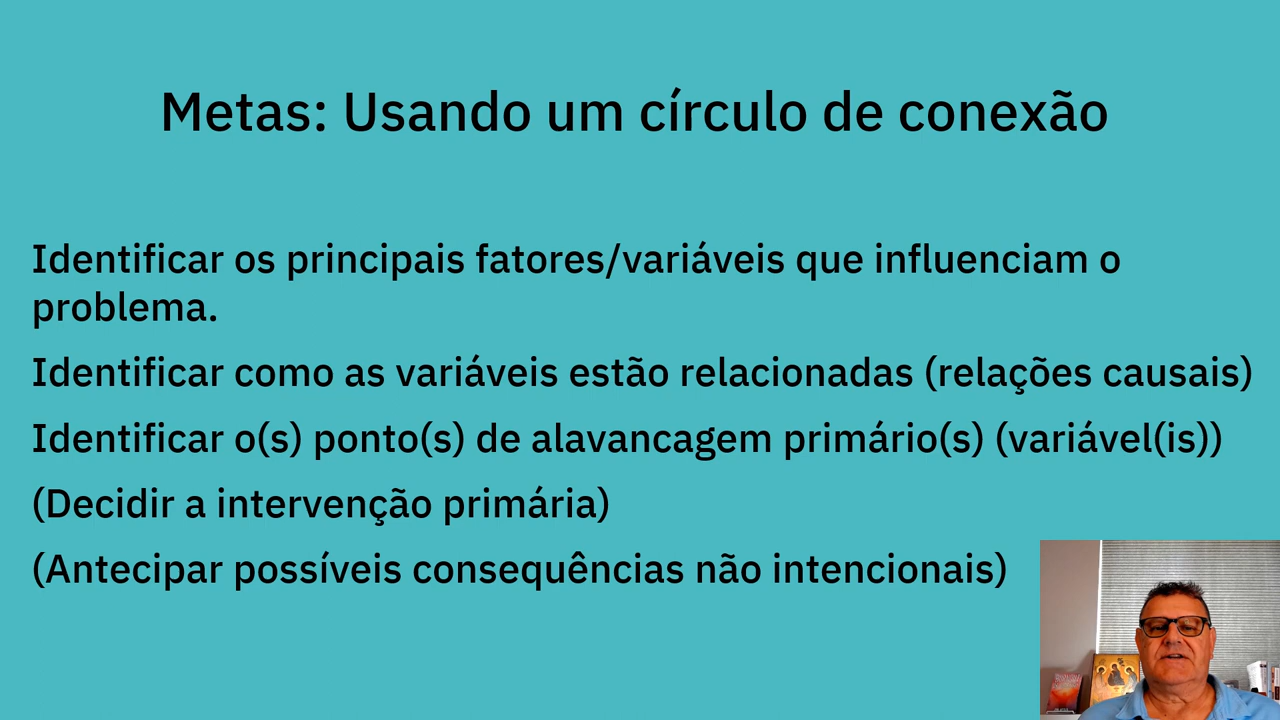 Metas: Usando um círculo de conexão
Identificar os principais fatores/variáveis que influenciam o
problema.
Identificar como as variáveis estão relacionadas (relações causais)
Identificar o(s) ponto(s) de alavancagem primário(s) (variável(is))
(Decidir a intervenção primária)
(Antecipar possíveis consequências não intencionais)